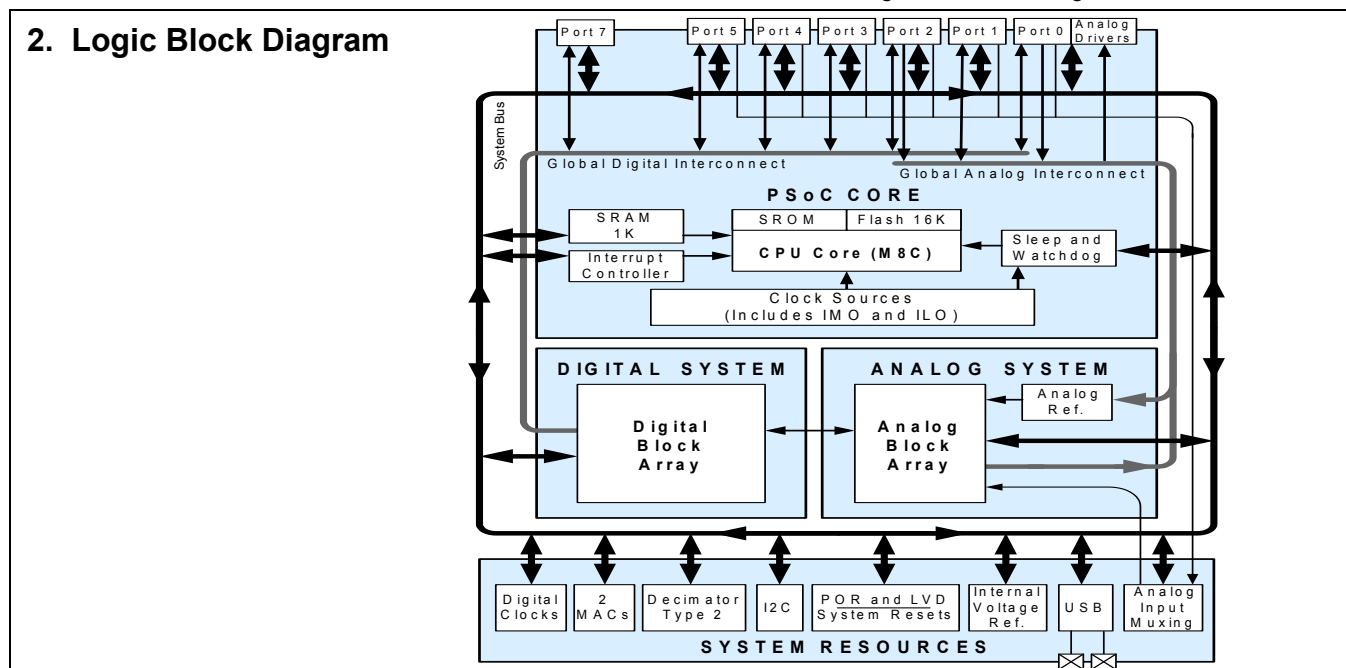 2. Logic Block Diagram
Port 7
Port 5
Port 4
Port 3
Port 2
Port 1
Port 0
Analog
Drivers
System Bus
Global Digital Interconnect
Global Analog Interconnect
PSoC CORE
SRAM
1K
SROM
Flash 16K
Interrupt
Controller
CPU Core (M8C)
Sleep and
Watchdog
Clock Sources
(Includes IMO and ILO)
DIGITAL SYSTEM
ANALOG SYSTEM
Digital
Block
Array
Analog
Block
Array
Analog
Ref.
Digital
Clocks
2
MACs
Decimator
Type 2
I2C
POR and LVD
System Resets
Internal
Voltage
Ref.
USB
Analog
Input
Muxing
SYSTEM RESOURCES